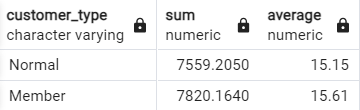 customer_type sum average
character varying numeric numeric
Normal 7559.2050 15.15
Member 7820.1640 15.61